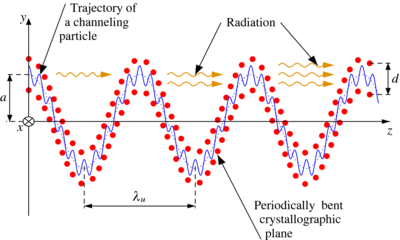 Trajectory of
a channeling
particle
Radiation
y
a
d
x
z
λu
Periodically bent
crystallographic
plane